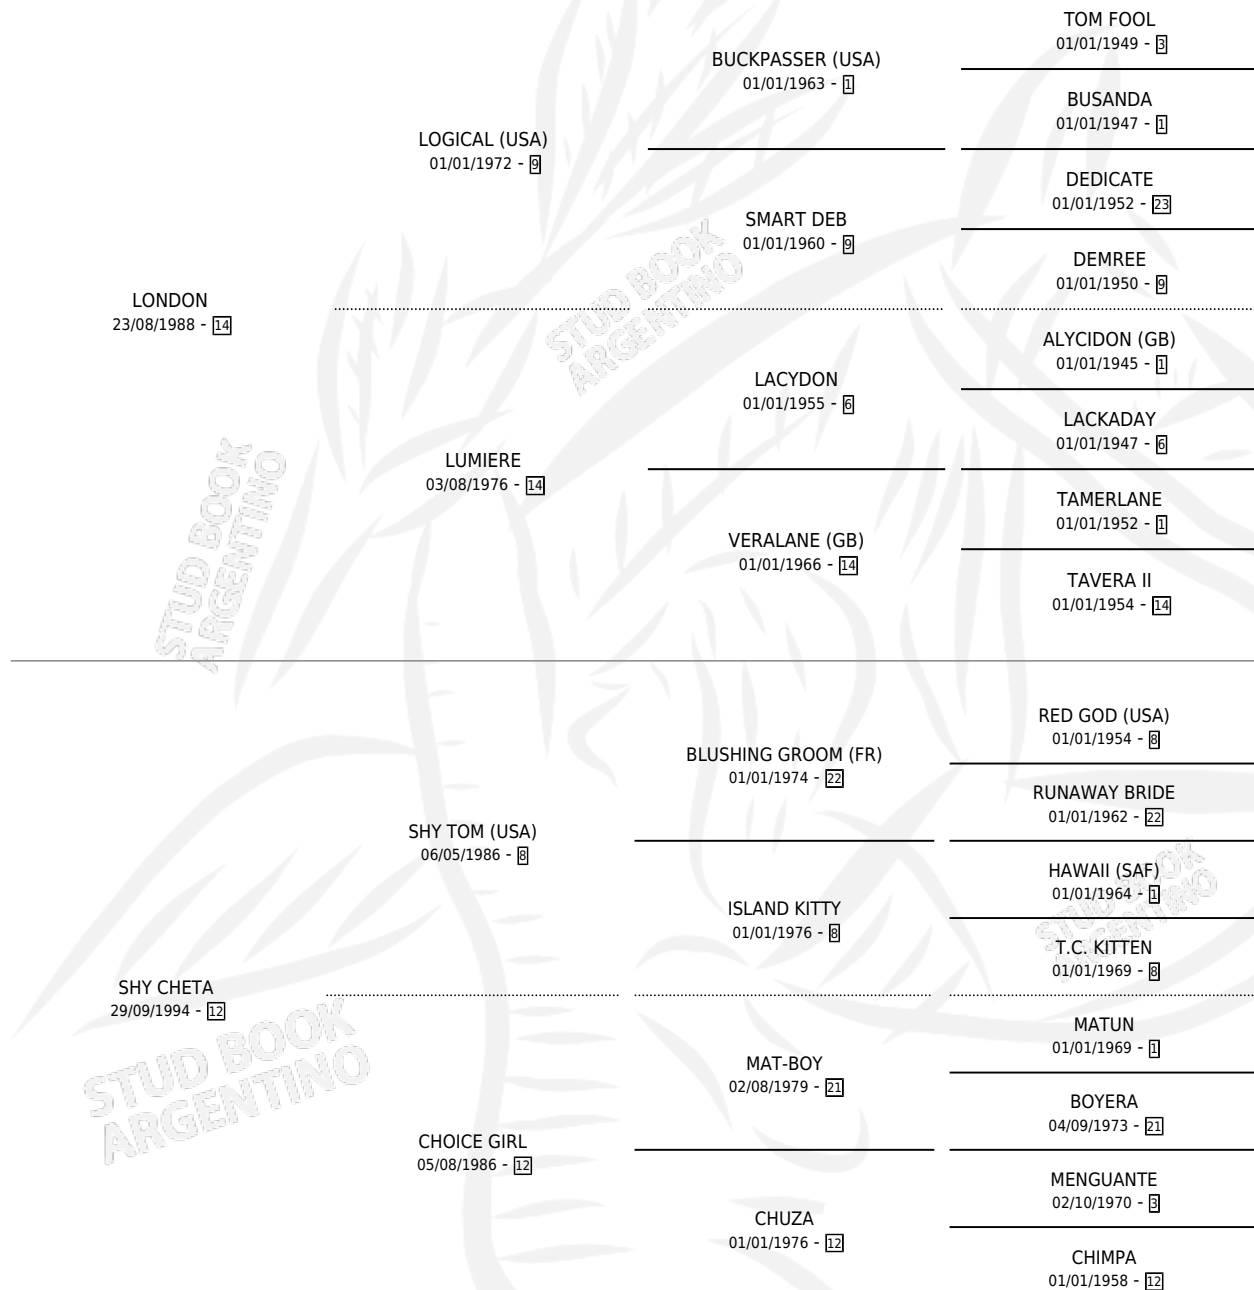 TOM FOOL
01/01/1949 - 3
BUCKPASSER (USA)
01/01/1963 - 1
BUSANDA
01/01/1947 - 1
LOGICAL (USA)
01/01/1972 - 9
DEDICATE
01/01/1952 - 23
SMART DEB
01/01/1960 - 9
DEMREE
01/01/1950 - 9
LONDON
23/08/1988 - 14
ALYCIDON (GB)
01/01/1945 - 1
LACYDON
01/01/1955 - 6
LACKADAY
01/01/1947 - 6
LUMIERE
03/08/1976 - 14
TAMERLANE
01/01/1952 - 1
VERALANE (GB)
01/01/1966 - 14
TAVERA II
01/01/1954 - 14
RED GOD (USA)
01/01/1954 - 8
BLUSHING GROOM (FR)
01/01/1974 - 22
RUNAWAY BRIDE
01/01/1962 - 22
SHY TOM (USA)
06/05/1986 - 8
HAWAII (SAF)
01/01/1964 - 1
ISLAND KITTY
01/01/1976 - 8
T.C. KITTEN
01/01/1969 - 8
SHY CHETA
29/09/1994 - 12
MATUN
01/01/1969 - 1
MAT-BOY
02/08/1979 - 21
BOYERA
04/09/1973 - 21
CHOICE GIRL
05/08/1986 - 12
MENGUANTE
02/10/1970 - 3
CHUZA
01/01/1976 - 12
CHIMPA
01/01/1958 - 12
STUD BOOK
ARGENTINO
STUD BOOK
ARGENTINO
STUD BOOK
ARGENTINO
STUD BOOK
ARGENTINO